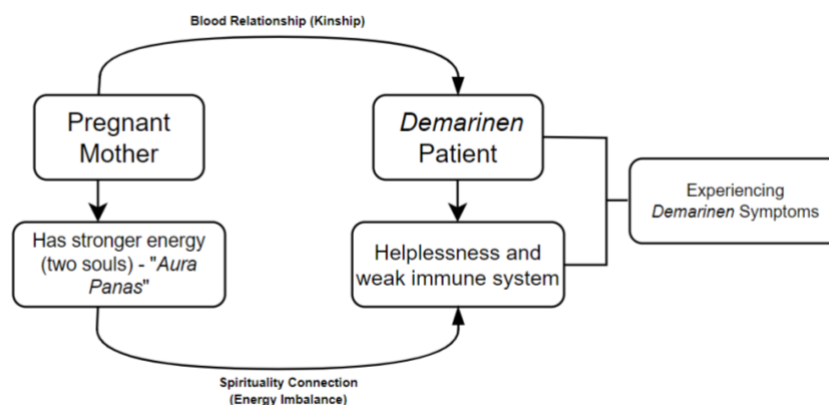 Blood Relationship (Kinship)
Pregnant
Mother
Demarinen
Patient
Experiencing
Demarinen Symptoms
Has stronger energy
(two souls) - "Aura
Panas"
Helplessness and
weak immune system
Spirituality Connection
(Energy Imbalance)